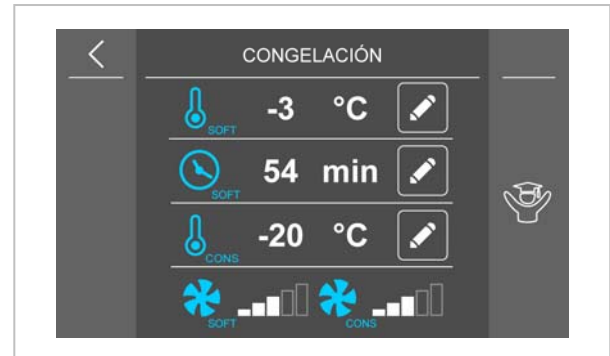 CONGELACIÓN
-3 °C
SOFT
54 min
SOFT
-20 °C
CONS
SOFT CONS